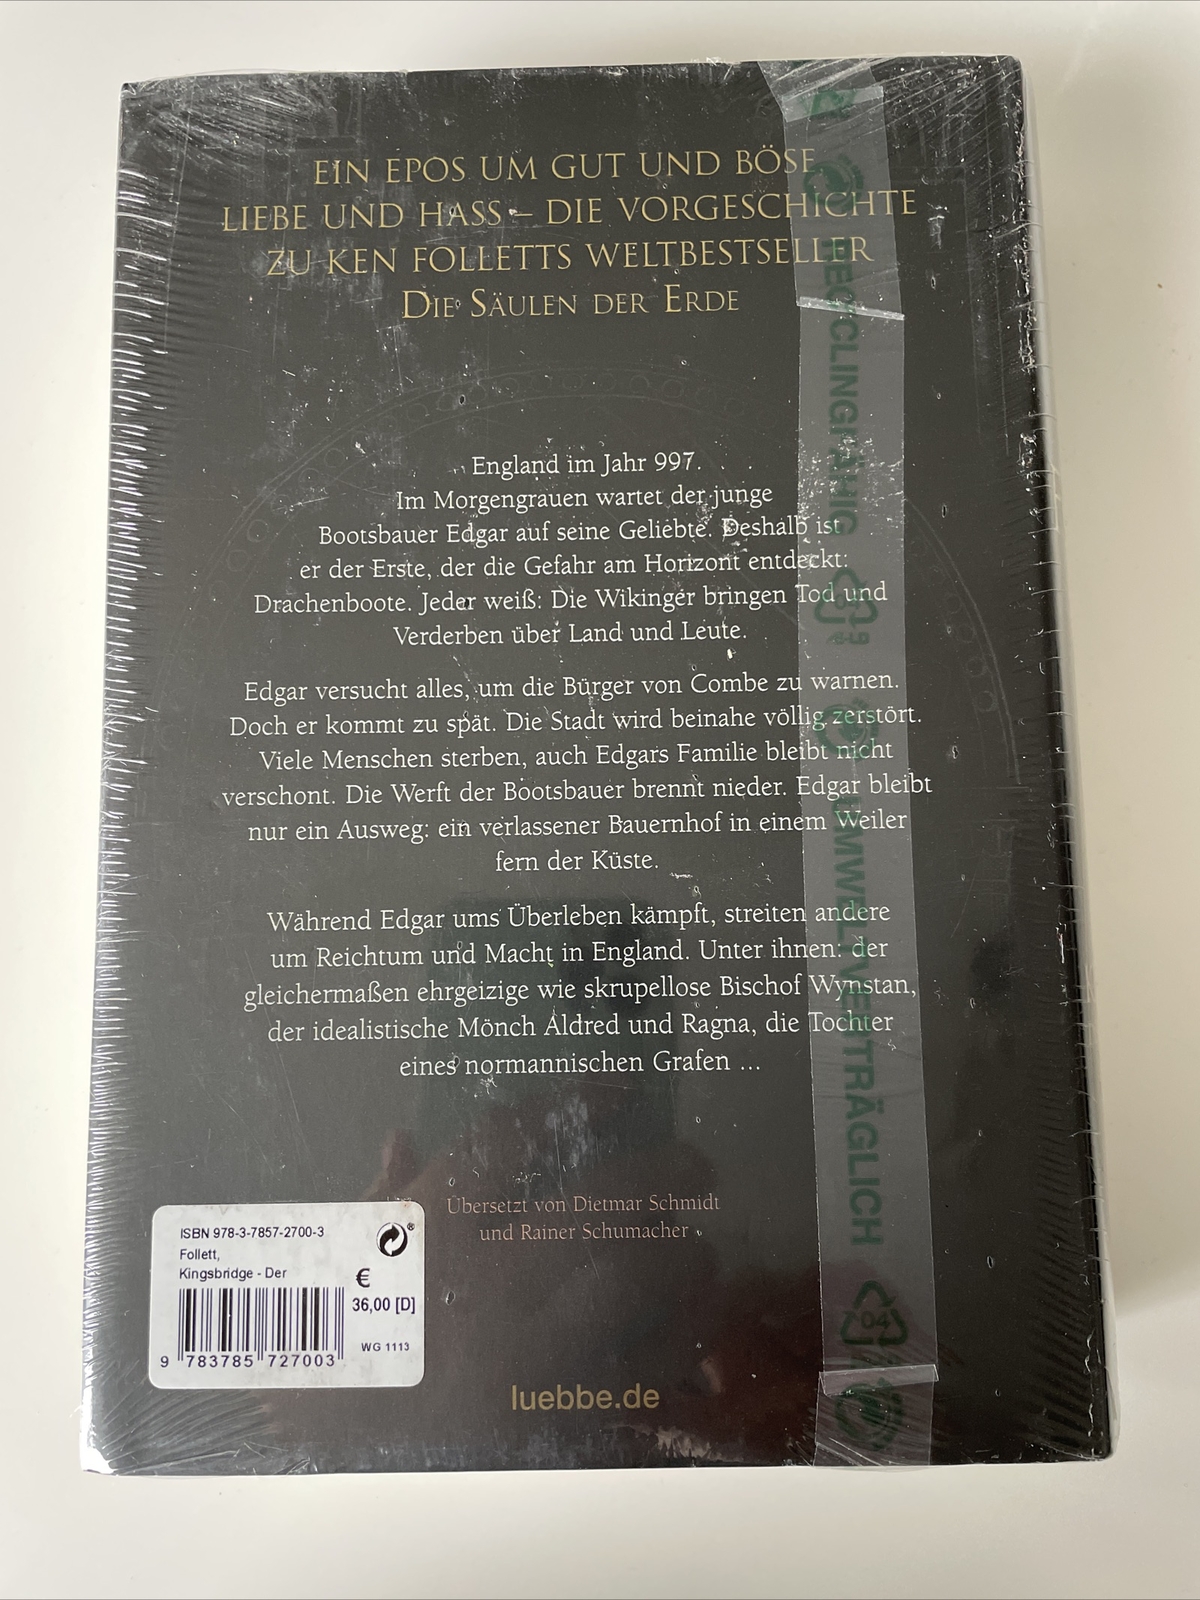 EIN EPOS UM GUT UND BÖSE,
LIEBE UND HASS – DIE VORGESCHICHTE
ZU KEN FOLLETTS WELTBESTSELLER
DIE SÄULEN DER ERDE
England im Jahr 997.
Im Morgengrauen wartet der junge
Bootsbauer Edgar auf seine Geliebte. Deshalb ist
er der Erste, der die Gefahr am Horizont entdeckt:
Drachenboote. Jeder weiß: Die Wikinger bringen Tod und
Verderben über Land und Leute.
Edgar versucht alles, um die Bürger von Combe zu warnen.
Doch er kommt zu spät. Die Stadt wird beinahe völlig zerstört.
Viele Menschen sterben, auch Edgars Familie bleibt nicht
verschont. Die Werft der Bootsbauer brennt nieder. Edgar bleibt
nur ein Ausweg: ein verlassener Bauernhof in einem Weiler
fern der Küste.
Während Edgar ums Überleben kämpft, streiten andere
um Reichtum und Macht in England. Unter ihnen: der
gleichermaßen ehrgeizige wie skrupellose Bischof Wynstan,
der idealistische Mönch Aldred und Ragna, die Tochter
eines normannischen Grafen ...
Übersetzt von Dietmar Schmidt
und Rainer Schumacher
ISBN 978-3-7857-2700-3
Follett,
Kingsbridge - Der
€
36,00 [D]
WG 1113
9 783785 727003
luebbe.de
RECYCLINGFÄHIG
UMWELTVERTRÄGLICH
04